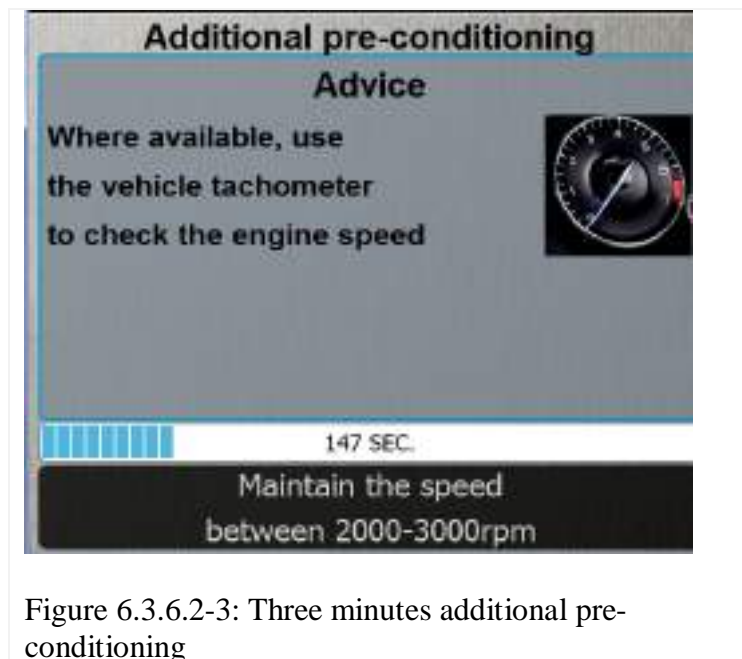 Additional pre-conditioning
Advice
Where available, use
the vehicle tachometer
to check the engine speed
147 SEC.
Maintain the speed
between 2000-3000rpm
Figure 6.3.6.2-3: Three minutes additional pre-
conditioning